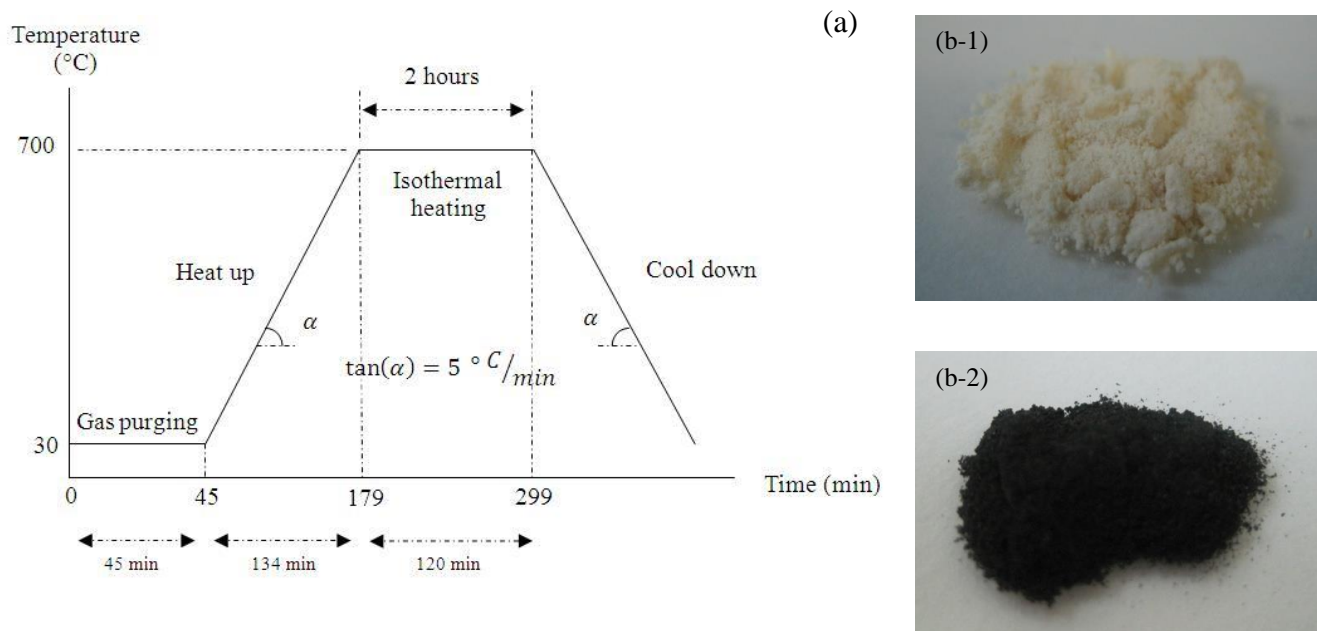 (a)
Temperature
(°C)
2 hours
700
Isothermal
heating
Heat up
Cool down
α
α
tan(α) = 5 °C/min
Gas purging
30
0
45
179
299
Time (min)
45 min
134 min
120 min
(b-1)
(b-2)